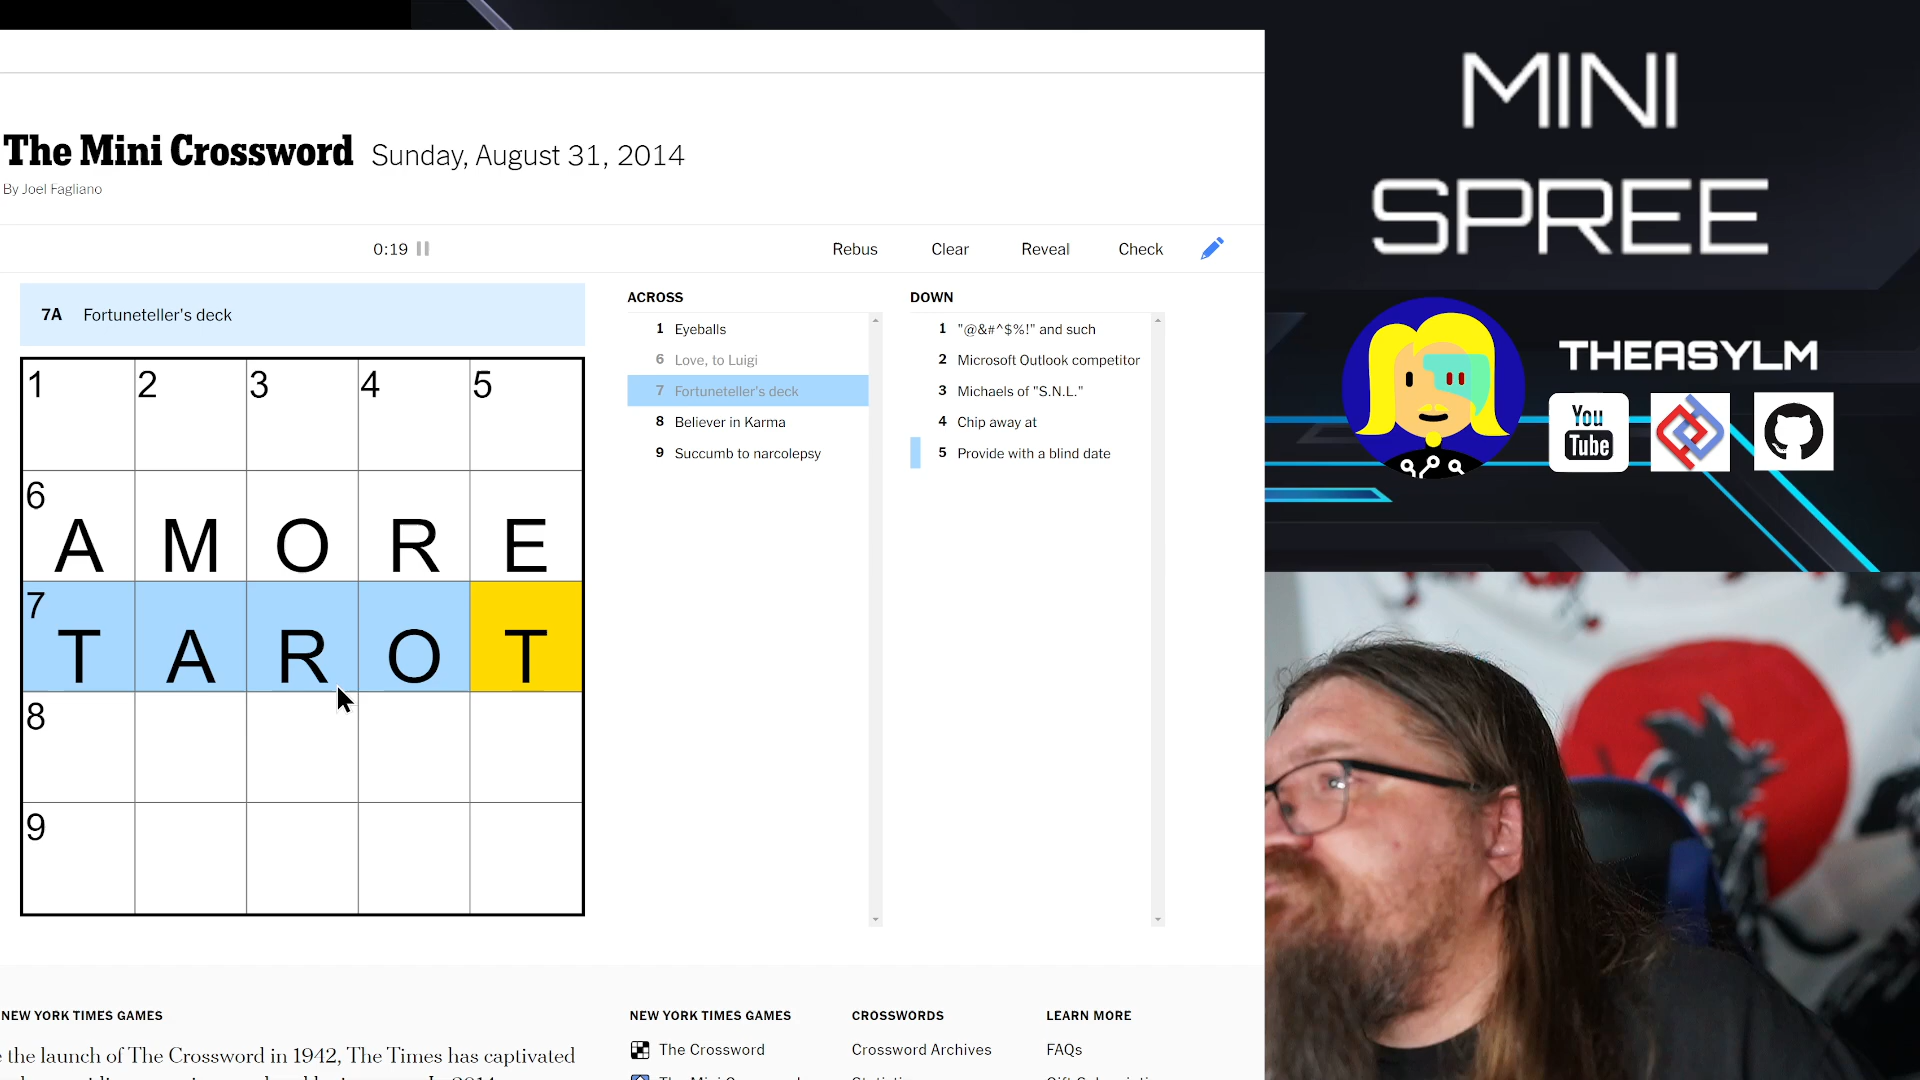 The Mini Crossword Sunday, August 31, 2014
By Joel Fagliano
0:19 Rebus Clear Reveal Check
7A Fortuneteller's deck
1 2 3 4 5
6 A M O R E
7 T A R O T
8
9
ACROSS
1 Eyeballs
6 Love, to Luigi
7 Fortuneteller's deck
8 Believer in Karma
9 Succumb to narcolepsy
DOWN
1 "@&#^$%!" and such
2 Microsoft Outlook competitor
3 Michaels of "S.N.L."
4 Chip away at
5 Provide with a blind date
NEW YORK TIMES GAMES
the launch of The Crossword in 1942, The Times has captivated
NEW YORK TIMES GAMES
The Crossword
CROSSWORDS
Crossword Archives
LEARN MORE
FAQs
MINI
SPREE
THEASYLM
You
Tube